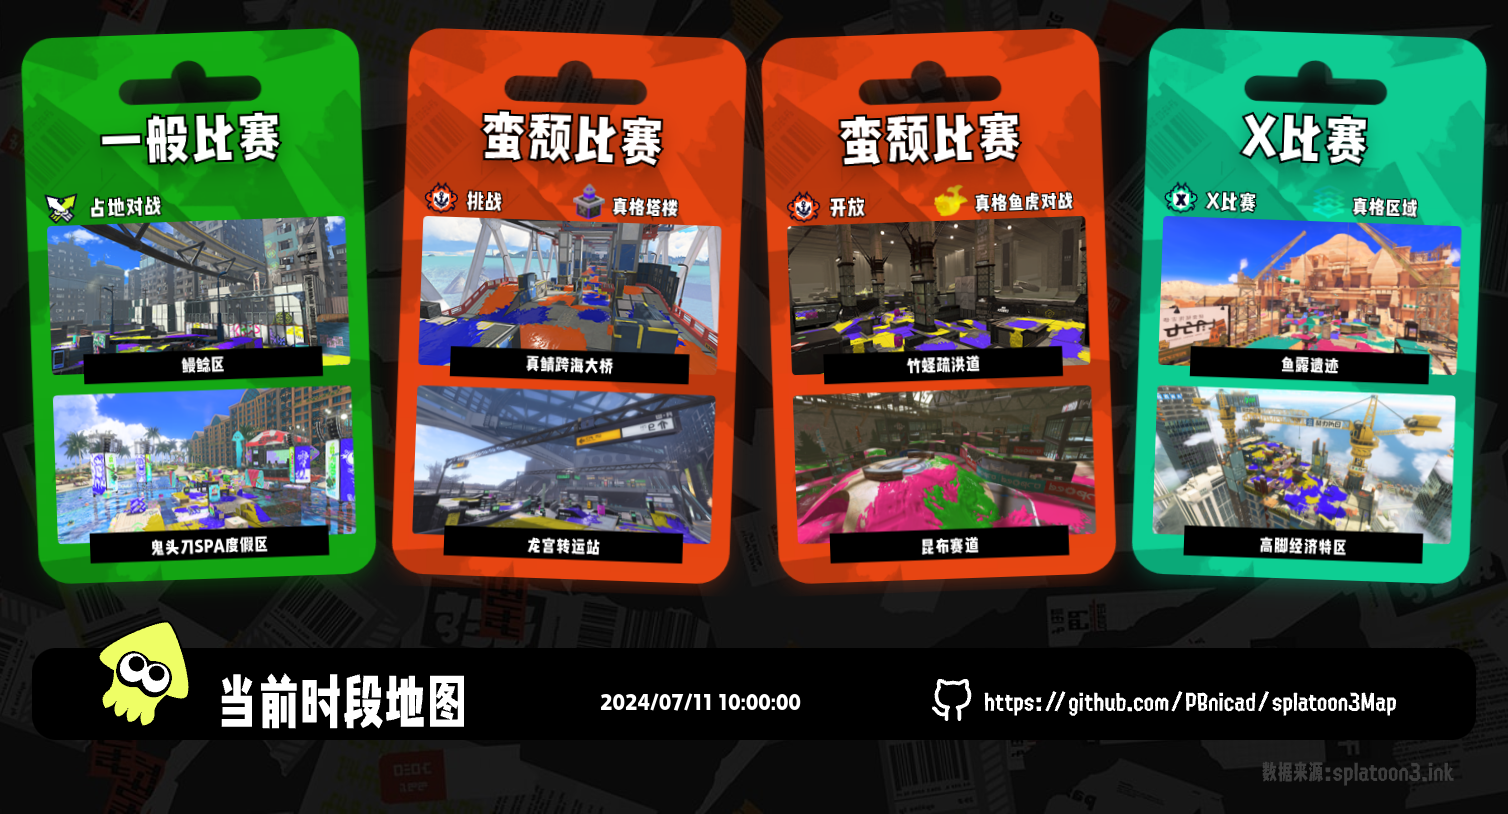 一般比赛
占地对战
鳗鲶区
鬼头刀SPA度假区
蛮颓比赛
挑战
真格塔楼
真鲭跨海大桥
龙宫转运站
蛮颓比赛
开放
真格鱼虎对战
竹蛏疏洪道
昆布赛道
X比赛
X比赛
真格区域
鱼露遗迹
高脚经济特区
当前时段地图
2024/07/11 10:00:00
https://github.com/PBnicad/splatoon3Map
数据来源:splatoon3.ink